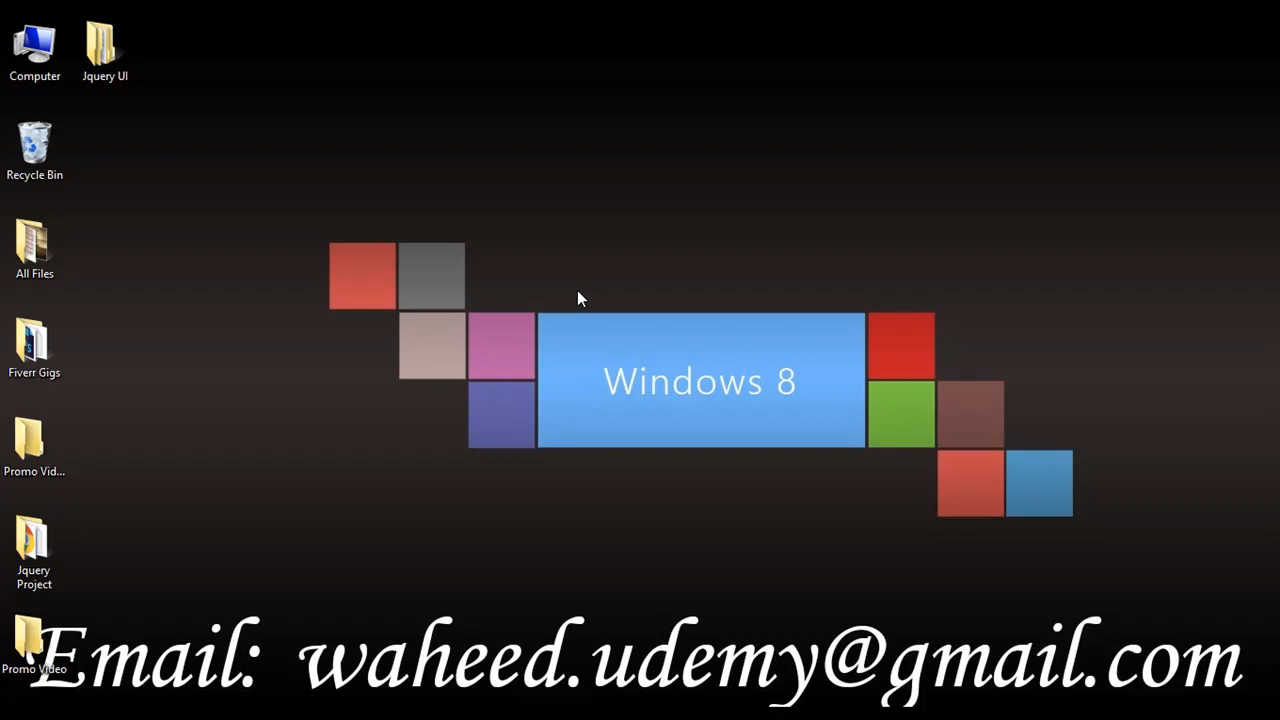 Computer
Jquery UI
Recycle Bin
All Files
Fiverr Gigs
Promo Vid...
Jquery
Project
Promo Video
Windows 8
Email: waheed.udemy@gmail.com